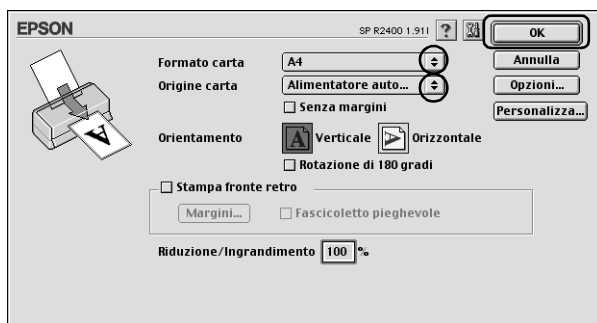 EPSON
SP R2400 1.91I ? OK
Formato carta A4 Annulla
Origine carta Alimentatore auto... Opzioni...
Senza margini Personalizza...
Orientamento A Verticale A Orizzontale
Rotazione di 180 gradi
Stampa fronte retro
Margini... Fascicoletto pieghevole
Riduzione/Ingrandimento 100 %
A